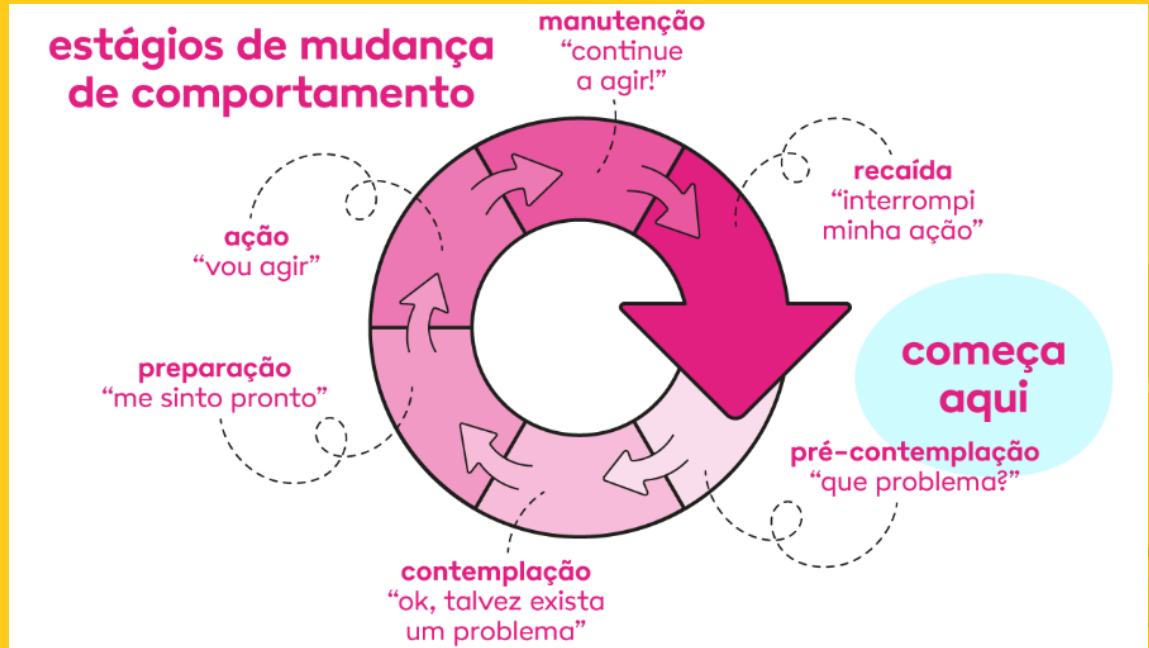 estágios de mudança
de comportamento
manutenção
“continue
a agir!”
recaída
“interrompi
minha ação”
começa
aqui
pré-contemplação
“que problema?”
contemplação
“ok, talvez exista
um problema”
preparação
“me sinto pronto”
ação
“vou agir”